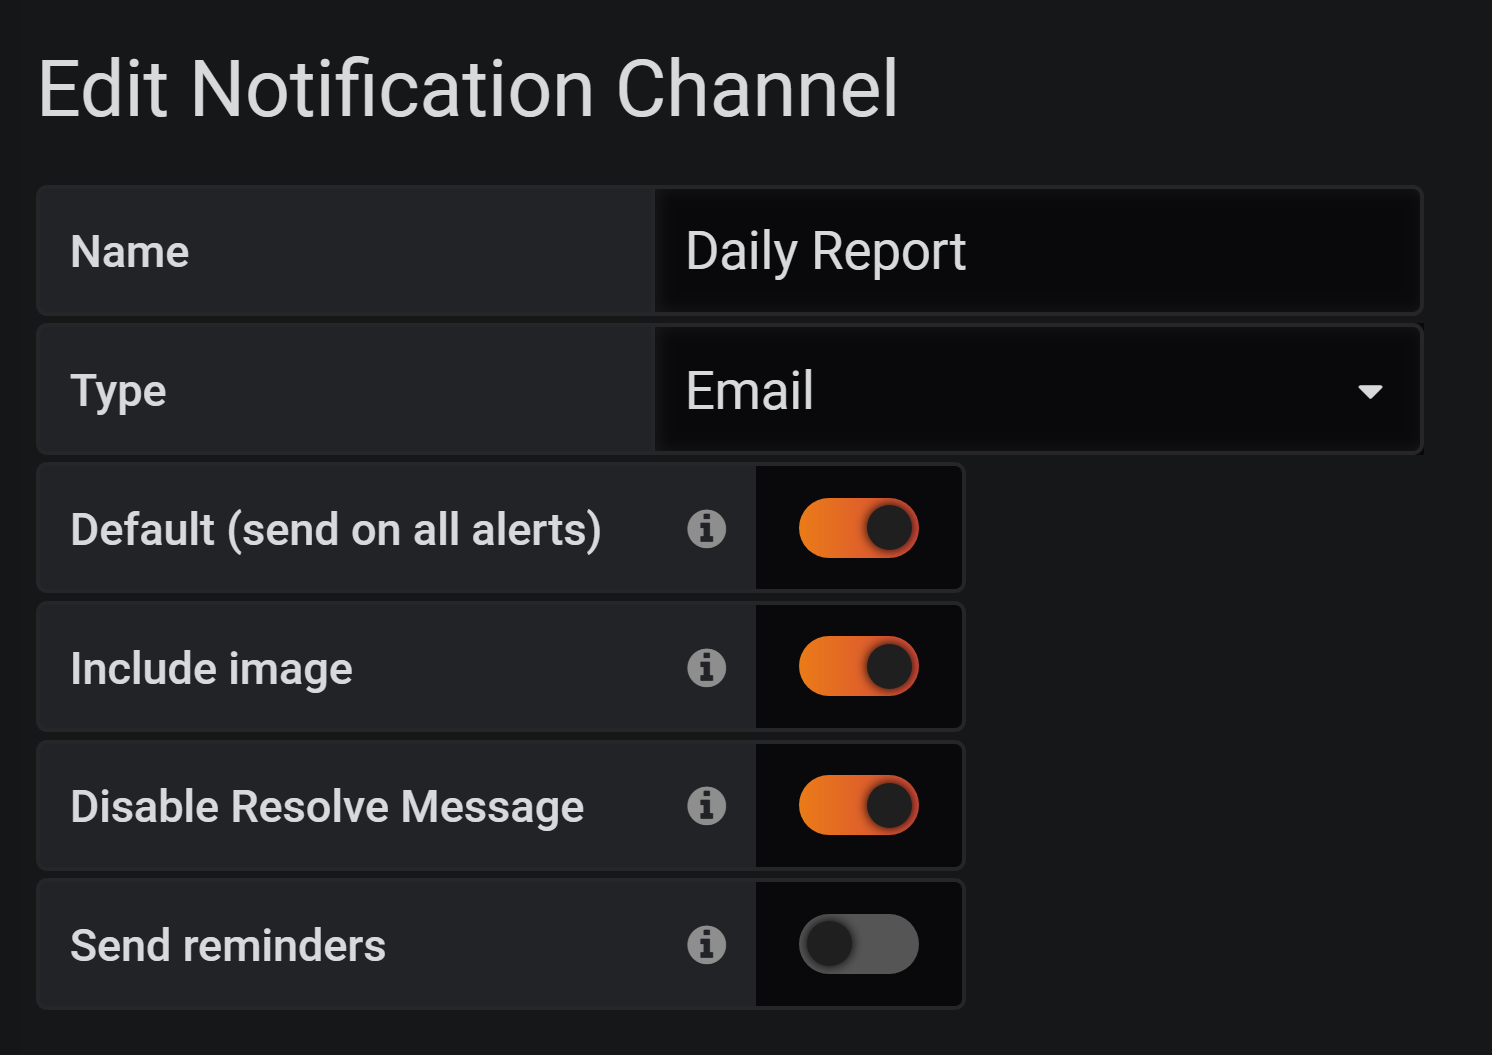 Edit Notification Channel
Name
Daily Report
Type
Email
Default (send on all alerts)
Include image
Disable Resolve Message
Send reminders